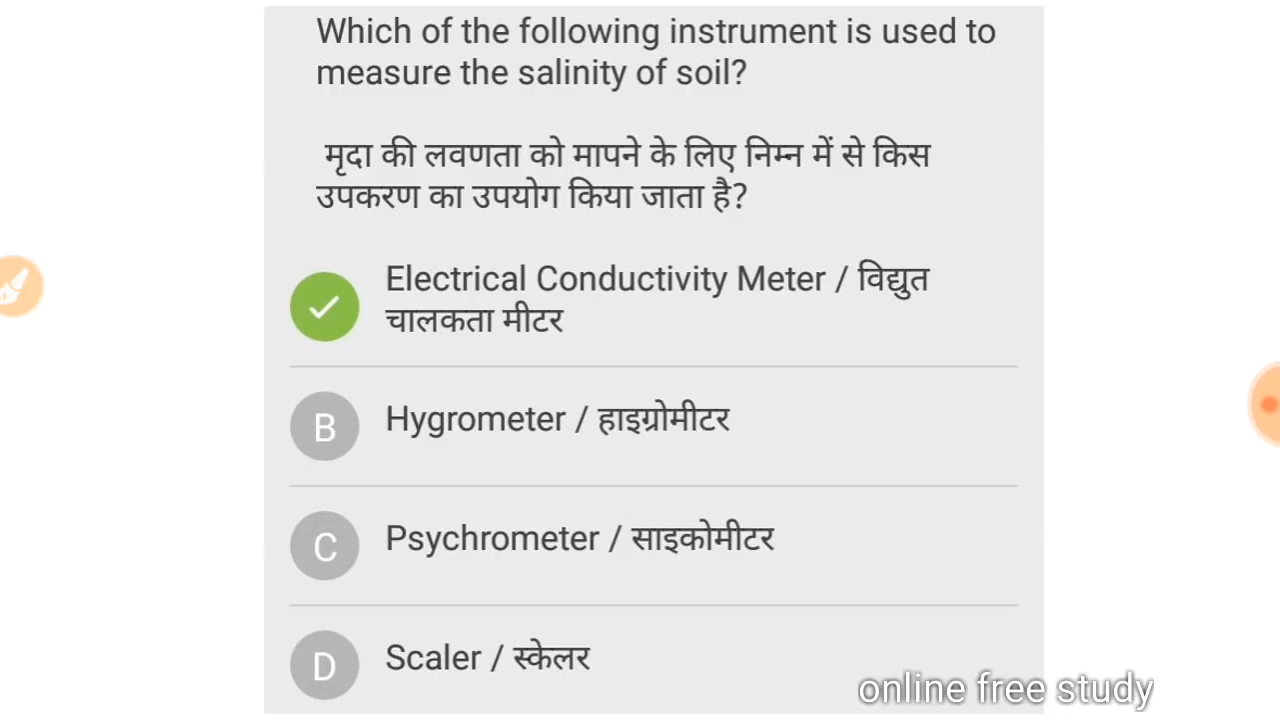 Which of the following instrument is used to
measure the salinity of soil?
मृदा की लवणता को मापने के लिए निम्न में से किस
उपकरण का उपयोग किया जाता है?
Electrical Conductivity Meter / विद्युत
चालकता मीटर
B Hygrometer / हाइग्रोमीटर
C Psychrometer / साइकोमीटर
D Scaler / स्केलर
online free study